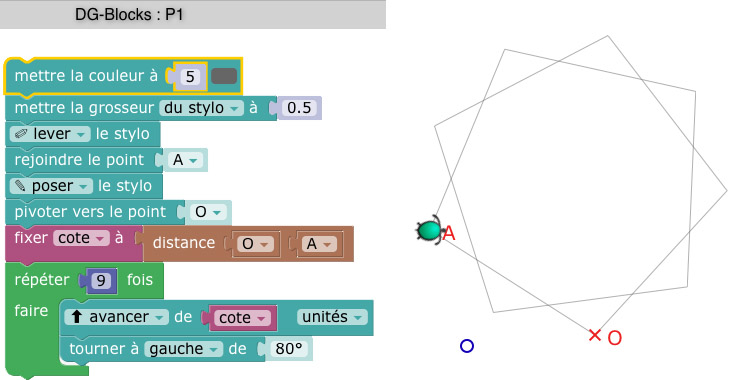 DG-Blocks : P1
mettre la couleur à 5
mettre la grosseur du stylo à 0.5
lever le stylo
rejoindre le point A
poser le stylo
pivoter vers le point O
fixer cote à distance O A
répéter 9 fois
faire avancer de cote unités
tourner à gauche de 80°
A
O